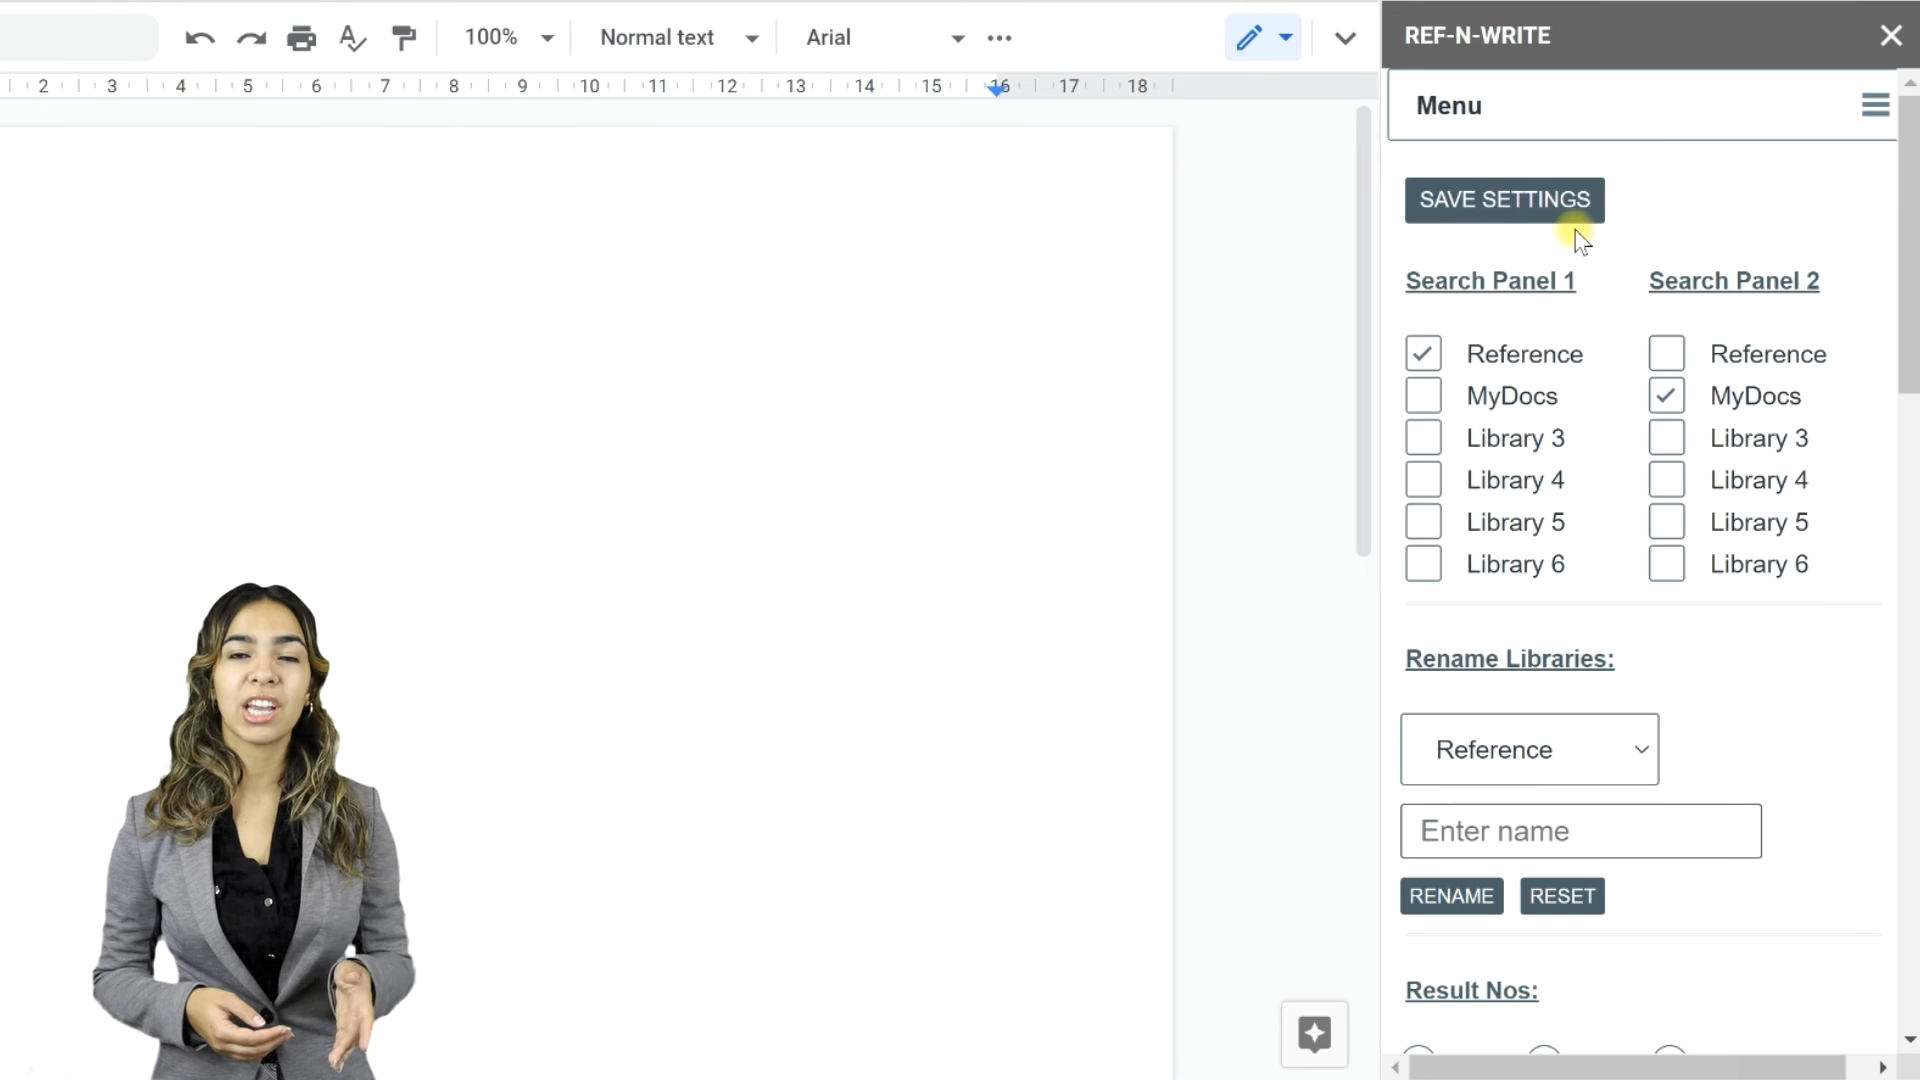 100% Normal text Arial
2 3 4 5 6 7 8 9 10 11 12 13 14 15 16 17 18
REF-N-WRITE
Menu
SAVE SETTINGS
Search Panel 1 Search Panel 2
Reference Reference
MyDocs MyDocs
Library 3 Library 3
Library 4 Library 4
Library 5 Library 5
Library 6 Library 6
Rename Libraries:
Reference
Enter name
RENAME RESET
Result Nos: